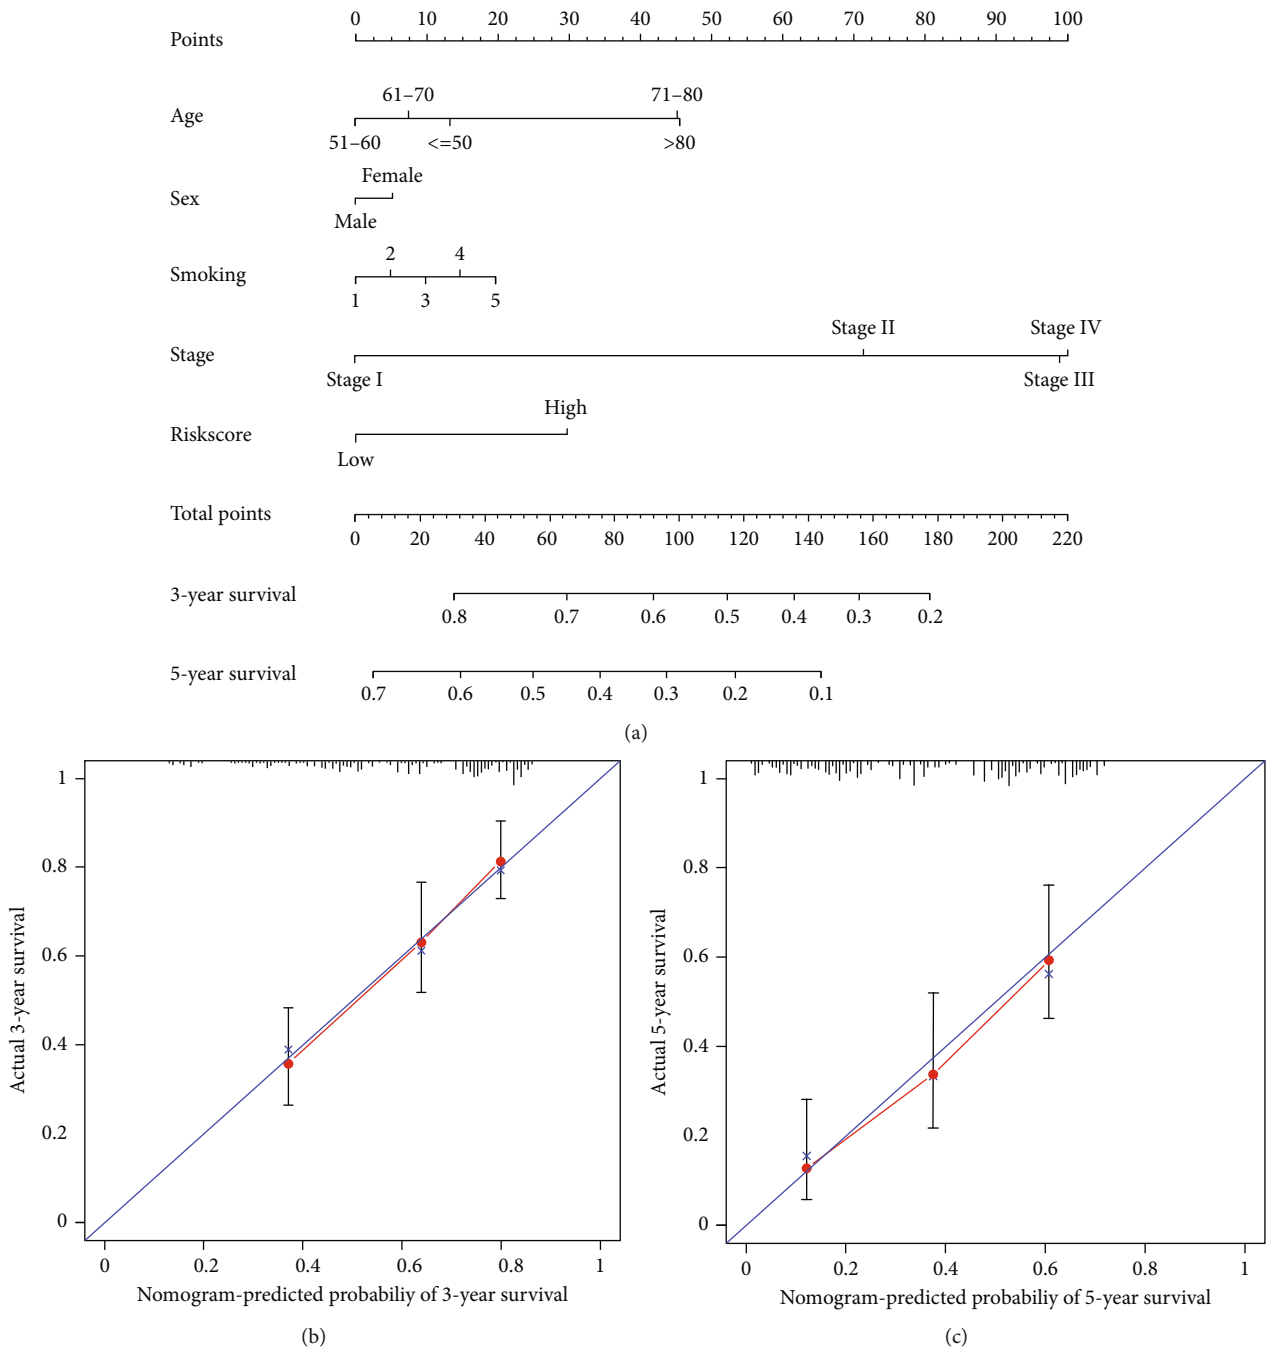 0 10 20 30 40 50 60 70 80 90 100
Points
61–70 71–80
Age
51–60 <=50 >80
Female
Sex
Male
2 4
Smoking
1 3 5
Stage II Stage IV
Stage
Stage I Stage III
High
Riskscore
Low
Total points
0 20 40 60 80 100 120 140 160 180 200 220
3-year survival
0.8 0.7 0.6 0.5 0.4 0.3 0.2
5-year survival
0.7 0.6 0.5 0.4 0.3 0.2 0.1
(a)
1
0.8
0.6
0.4
0.2
0
Actual 3-year survival
0 0.2 0.4 0.6 0.8 1
Nomogram-predicted probabiliy of 3-year survival
(b)
1
0.8
0.6
0.4
0.2
0
Actual 5-year survival
0 0.2 0.4 0.6 0.8 1
Nomogram-predicted probabiliy of 5-year survival
(c)